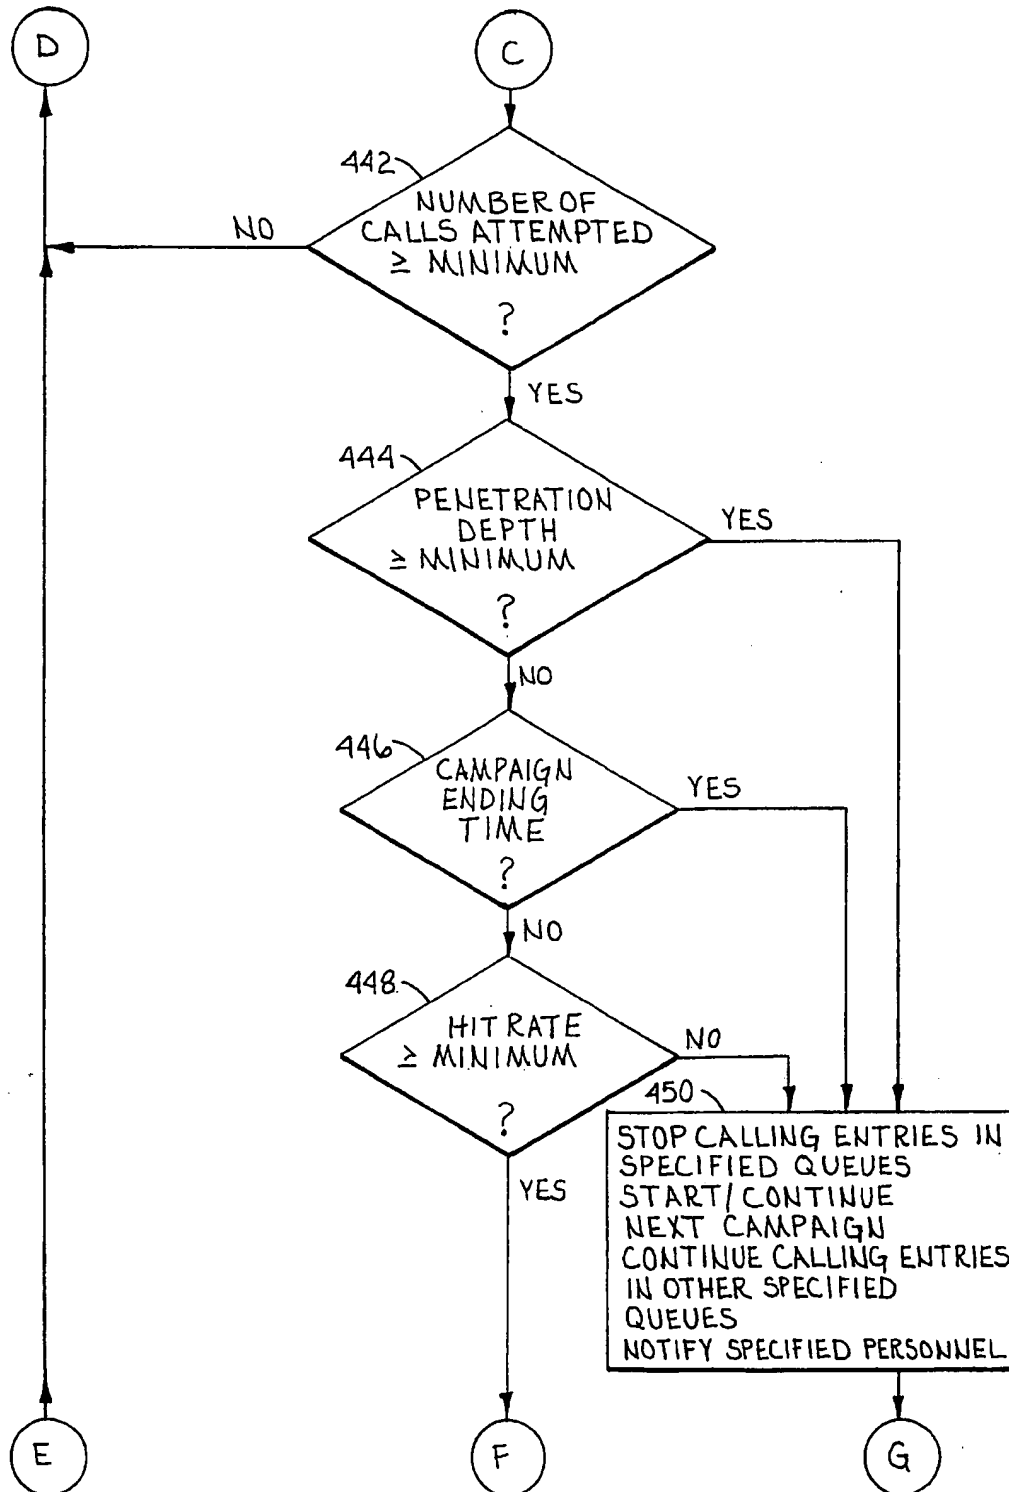 D
C
442
NUMBER OF
CALLS ATTEMPTED
≥ MINIMUM
?
NO
YES
444
PENETRATION
DEPTH
≥ MINIMUM
?
YES
NO
446
CAMPAIGN
ENDING
TIME
?
YES
NO
448
HIT RATE
≥ MINIMUM
?
NO
YES
450
STOP CALLING ENTRIES IN
SPECIFIED QUEUES
START/CONTINUE
NEXT CAMPAIGN
CONTINUE CALLING ENTRIES
IN OTHER SPECIFIED
QUEUES
NOTIFY SPECIFIED PERSONNEL
E
F
G